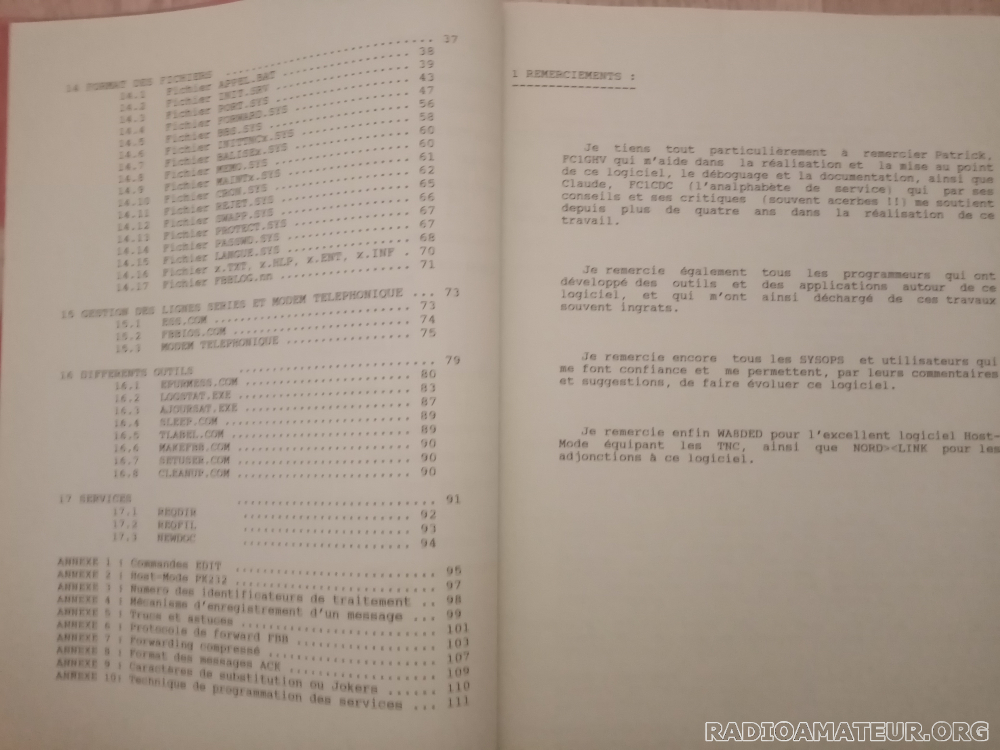 14 FORMAT DES FICHIERS .......................... 37
14.1 Fichier APPEL.BAT .................. 38
14.2 Fichier INIT.SRV .................. 39
14.3 Fichier PORT.SYS .................. 43
14.4 Fichier FORWARD.SYS .................. 47
14.5 Fichier BBS.SYS .................. 56
14.6 Fichier INITTNCx.SYS .................. 58
14.7 Fichier BALISEx.SYS .................. 60
14.8 Fichier MEMO.SYS .................. 60
14.9 Fichier MAINTx.SYS .................. 61
14.10 Fichier CRON.SYS .................. 62
14.11 Fichier REJET.SYS .................. 65
14.12 Fichier SWAPP.SYS .................. 66
14.13 Fichier PROTECT.SYS .................. 67
14.14 Fichier PASSWD.SYS .................. 67
14.15 Fichier LANGUE.SYS .................. 68
14.16 Fichier x.TXT, x.HLP, x.ENT, x.INF . 70
14.17 Fichier FBBLOG.nn .................. 71
15 GESTION DES LIGNES SERIES ET MODEM TELEPHONIQUE ... 73
15.1 ESS.COM ........................ 73
15.2 FBBIOS.COM ........................ 74
15.3 MODEM TELEPHONIQUE .................. 75
16 DIFFERENTS OUTILS .......................... 79
16.1 EPURMESS.COM .................. 80
16.2 LOGSTAT.EXE .................. 83
16.3 AJOURSAT.EXE .................. 87
16.4 SLEEP.COM .................. 89
16.5 TLABEL.COM .................. 89
16.6 MAKEFBB.COM .................. 90
16.7 SETUSER.COM .................. 90
16.8 CLEANUP.COM .................. 90
17 SERVICES .......................... 91
17.1 REQDIR .................. 92
17.2 REQFIL .................. 93
17.3 NEWDOC .................. 94
ANNEXE 1 : Commandes EDIT .......................... 95
ANNEXE 2 : Host-Mode PK232 .......................... 97
ANNEXE 3 : Numero des identificateurs de traitement .. 98
ANNEXE 4 : Mécanisme d'enregistrement d'un message ... 99
ANNEXE 5 : Trucs et astuces .......................... 101
ANNEXE 6 : Protocole de forward FBB .................. 103
ANNEXE 7 : Forwarding compressé .................. 107
ANNEXE 8 : Format des messages ACK .................. 109
ANNEXE 9 : Caractères de substitution ou Jokers ...... 110
ANNEXE 10: Technique de programmation des services ... 111
1 REMERCIEMENTS :
-----------------
Je tiens tout particulièrement à remercier Patrick,
FC1GHV qui m'aide dans la réalisation et la mise au point
de ce logiciel, le déboguage et la documentation, ainsi que
Claude, FC1CDC (l'analphabète de service) qui par ses
conseils et ses critiques (souvent acerbes !!) me soutient
depuis plus de quatre ans dans la réalisation de ce
travail.
Je remercie également tous les programmeurs qui ont
développé des outils et des applications autour de ce
logiciel, et qui m'ont ainsi déchargé de ces travaux
souvent ingrats.
Je remercie encore tous les SYSOPS et utilisateurs qui
me font confiance et me permettent, par leurs commentaires
et suggestions, de faire évoluer ce logiciel.
Je remercie enfin WA8DED pour l'excellent logiciel Host-
Mode équipant les TNC, ainsi que NORD><LINK pour les
adjonctions à ce logiciel.
RADIOAMATEUR.ORG